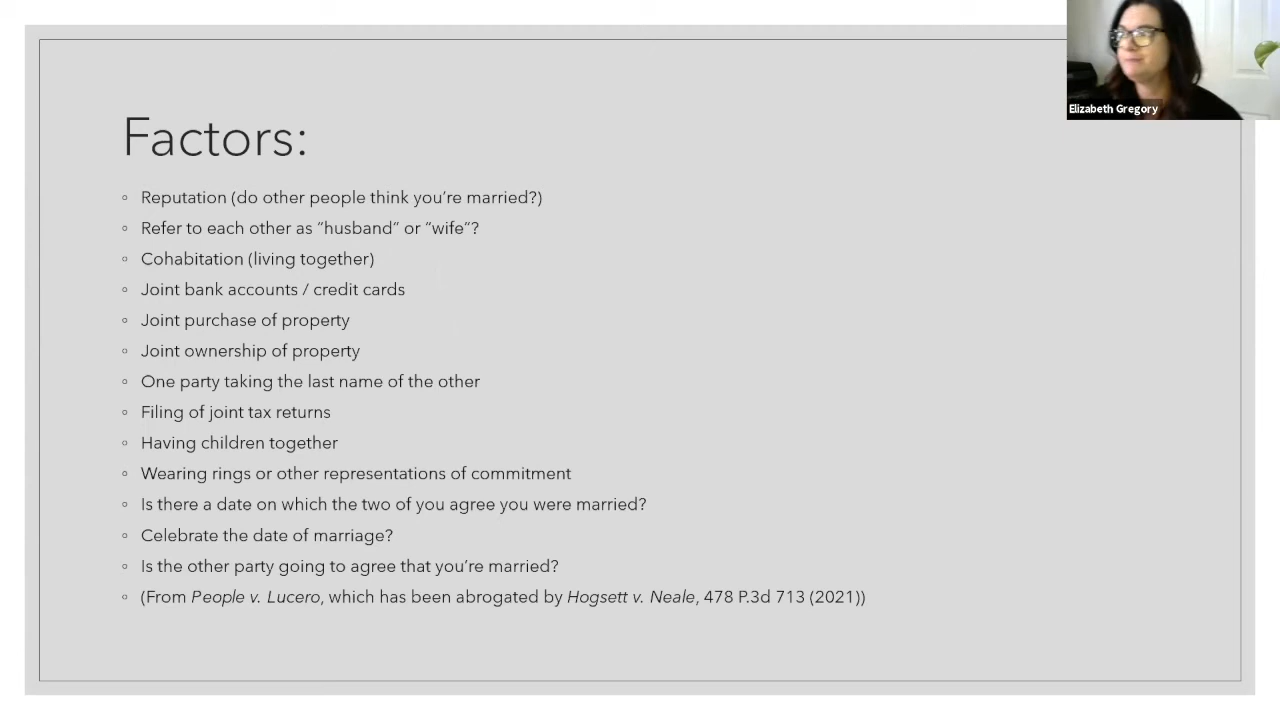 Elizabeth Gregory
Factors:
Reputation (do other people think you're married?)
Refer to each other as "husband" or "wife"?
Cohabitation (living together)
Joint bank accounts / credit cards
Joint purchase of property
Joint ownership of property
One party taking the last name of the other
Filing of joint tax returns
Having children together
Wearing rings or other representations of commitment
Is there a date on which the two of you agree you were married?
Celebrate the date of marriage?
Is the other party going to agree that you're married?
(From People v. Lucero, which has been abrogated by Hogsett v. Neale, 478 P.3d 713 (2021))